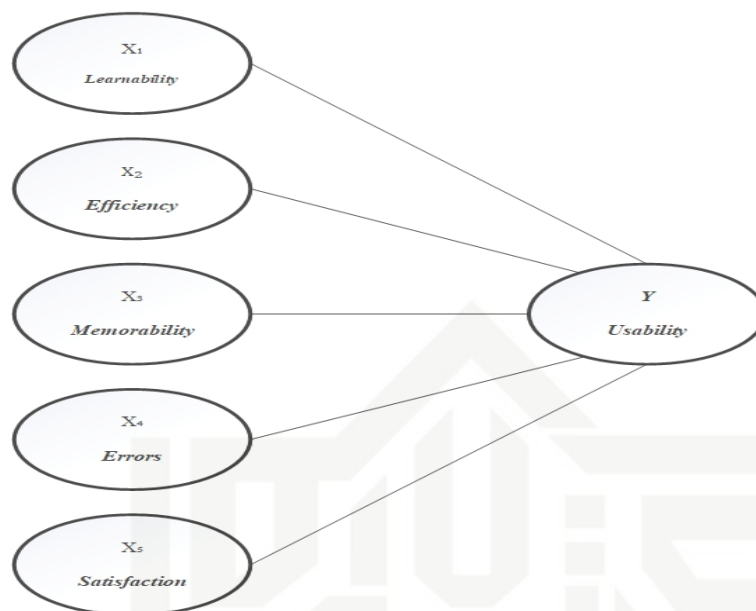 X₁
Learnability
X₂
Efficiency
X₃
Memorability
X₄
Errors
X₅
Satisfaction
Y
Usability